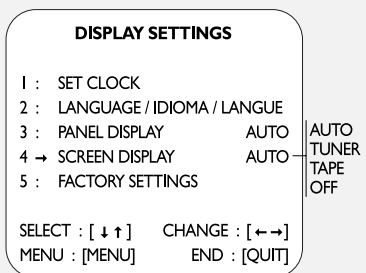 DISPLAY SETTINGS
1 : SET CLOCK
2 : LANGUAGE / IDIOMA / LANGUE
3 : PANEL DISPLAY AUTO
4 → SCREEN DISPLAY AUTO
5 : FACTORY SETTINGS
AUTO
TUNER
TAPE
OFF
SELECT : [ ↓ ↑ ] CHANGE : [ ← → ]
MENU : [MENU] END : [QUIT]